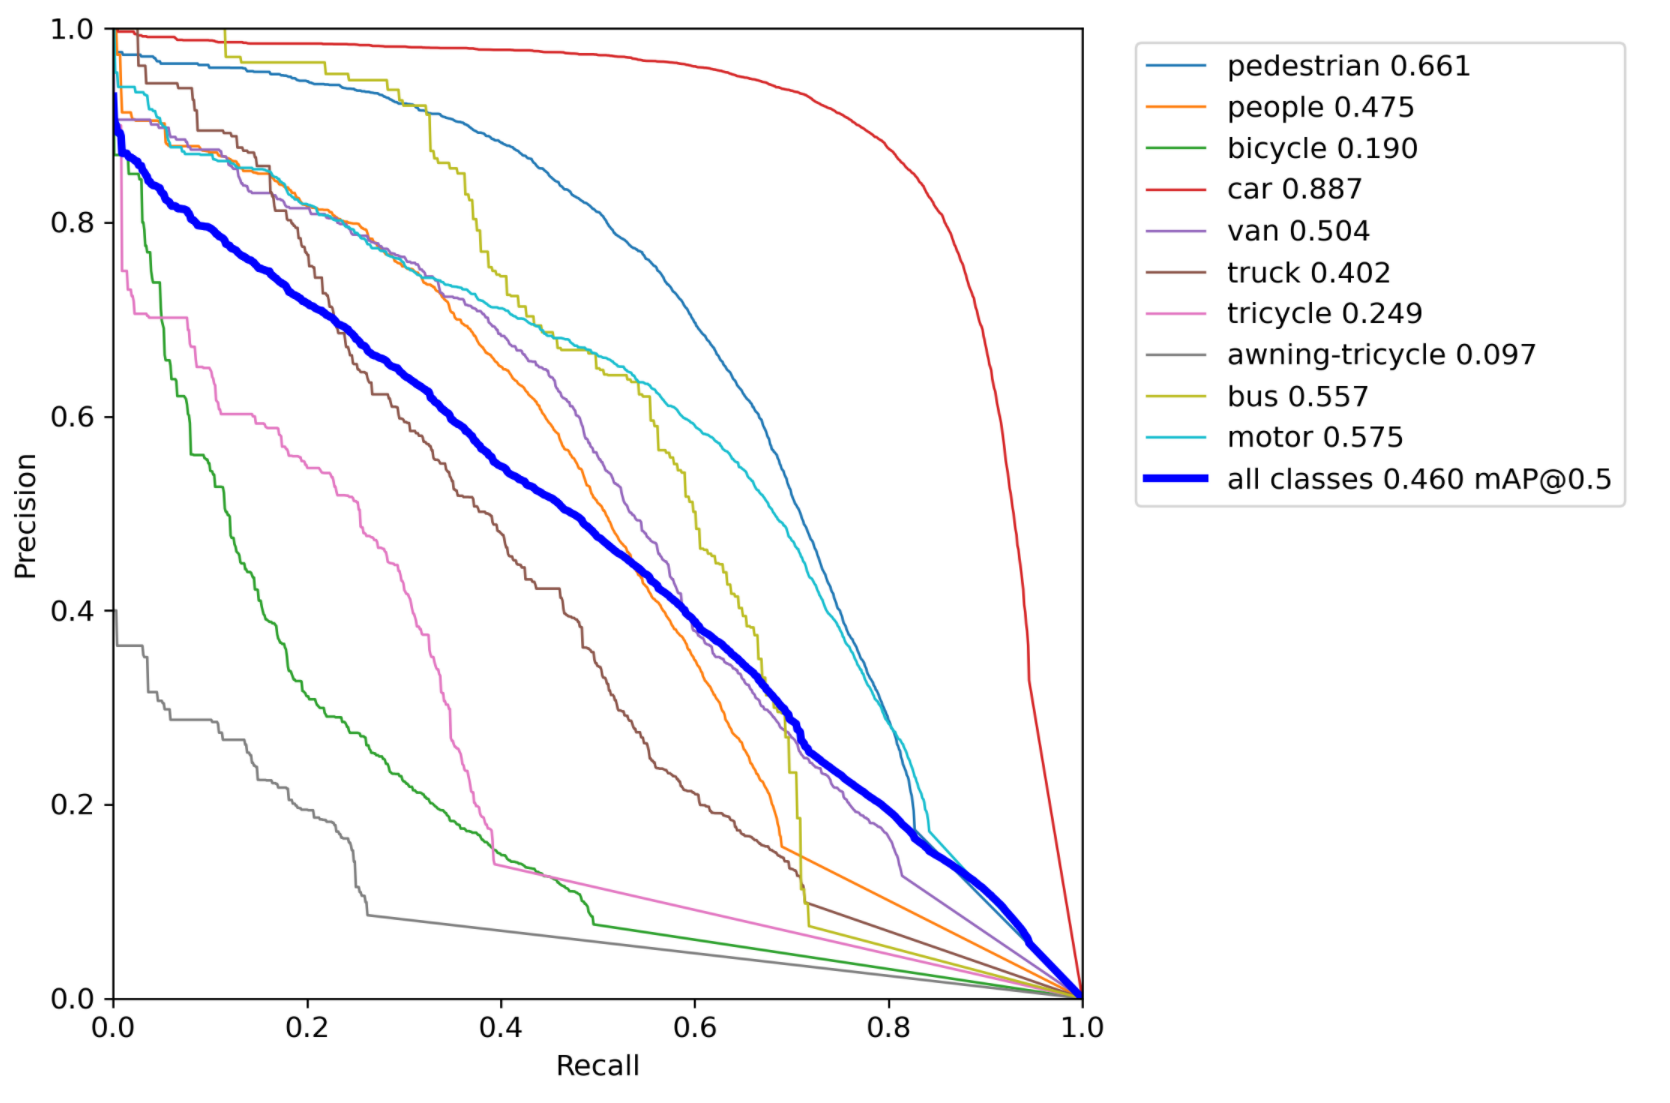 1.0
0.8
0.6
0.4
0.2
0.0
Precision
0.0 0.2 0.4 0.6 0.8 1.0
Recall
pedestrian 0.661
people 0.475
bicycle 0.190
car 0.887
van 0.504
truck 0.402
tricycle 0.249
awning-tricycle 0.097
bus 0.557
motor 0.575
all classes 0.460 mAP@0.5